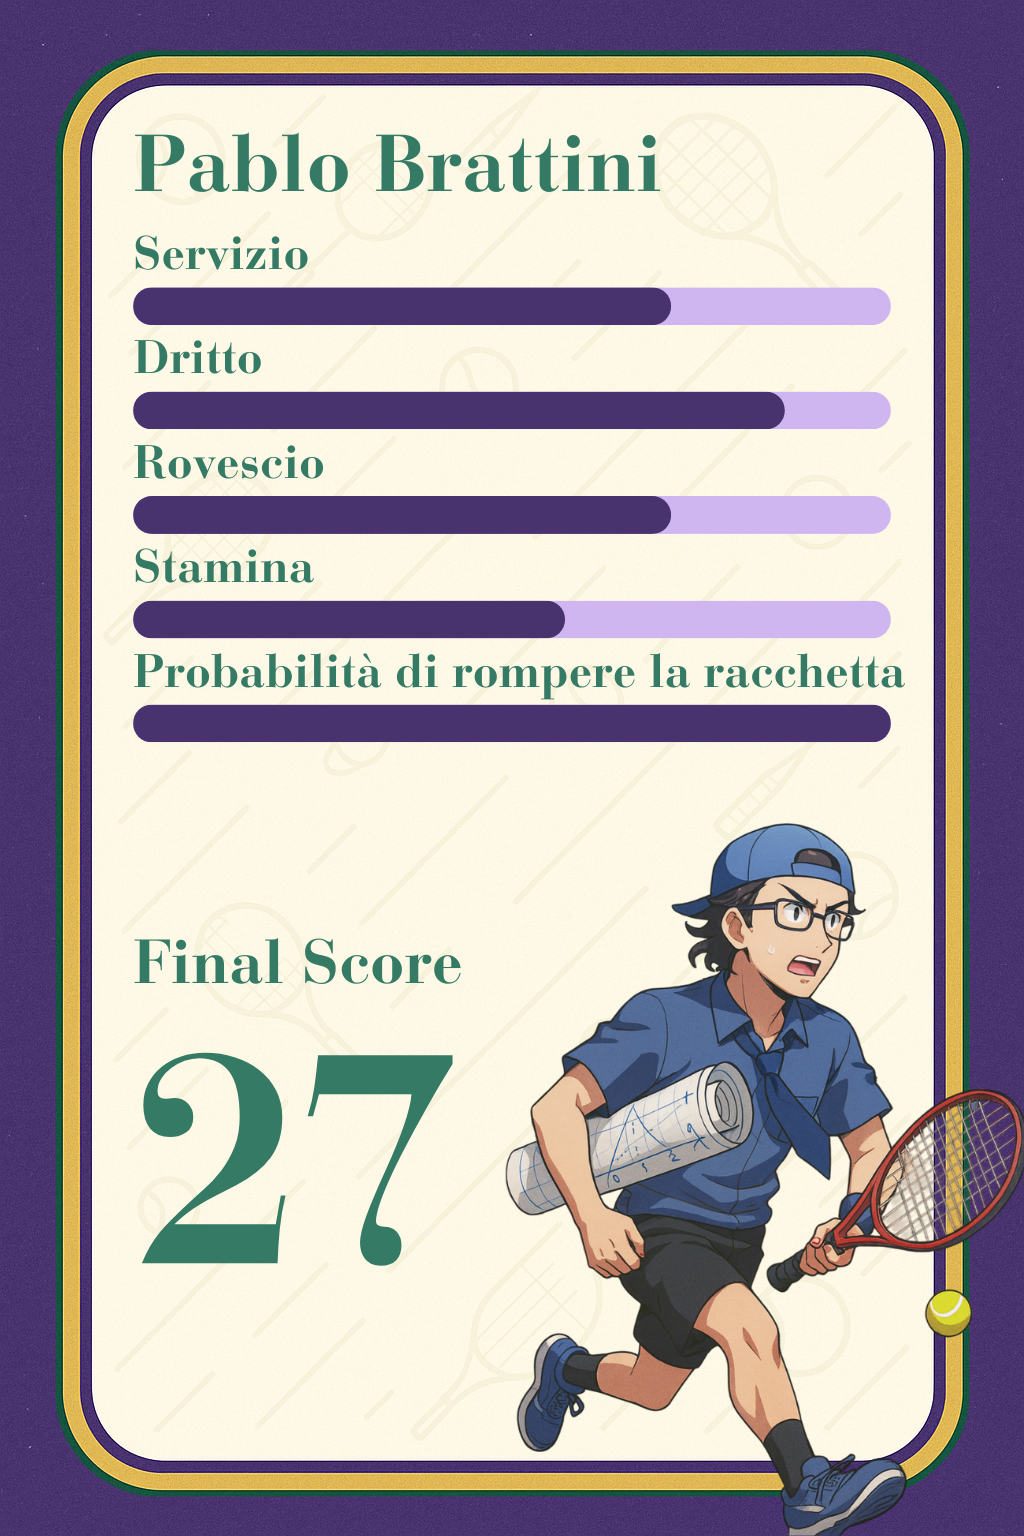 Pablo Brattini
Servizio
Dritto
Rovescio
Stamina
Probabilità di rompere la racchetta
Final Score
27